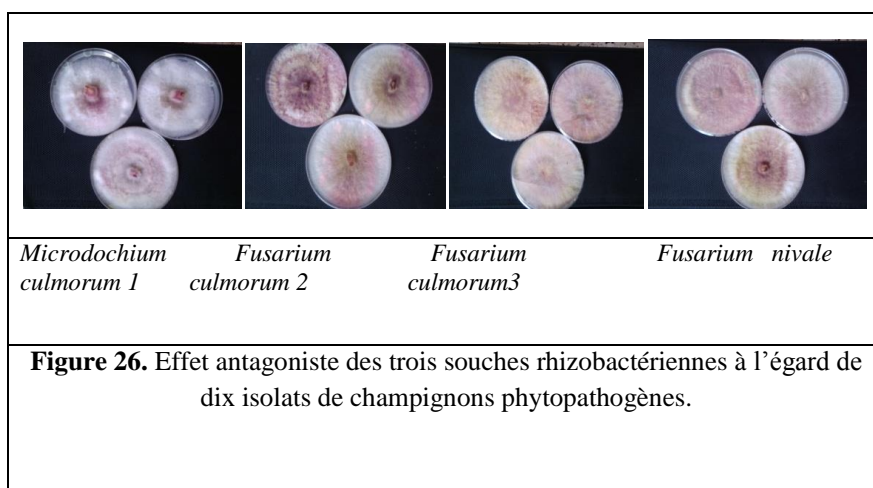 Microdochium Fusarium Fusarium Fusarium nivale
culmorum 1 culmorum 2 culmorum3
Figure 26. Effet antagoniste des trois souches rhizobactériennes à l’égard de
dix isolats de champignons phytopathogènes.